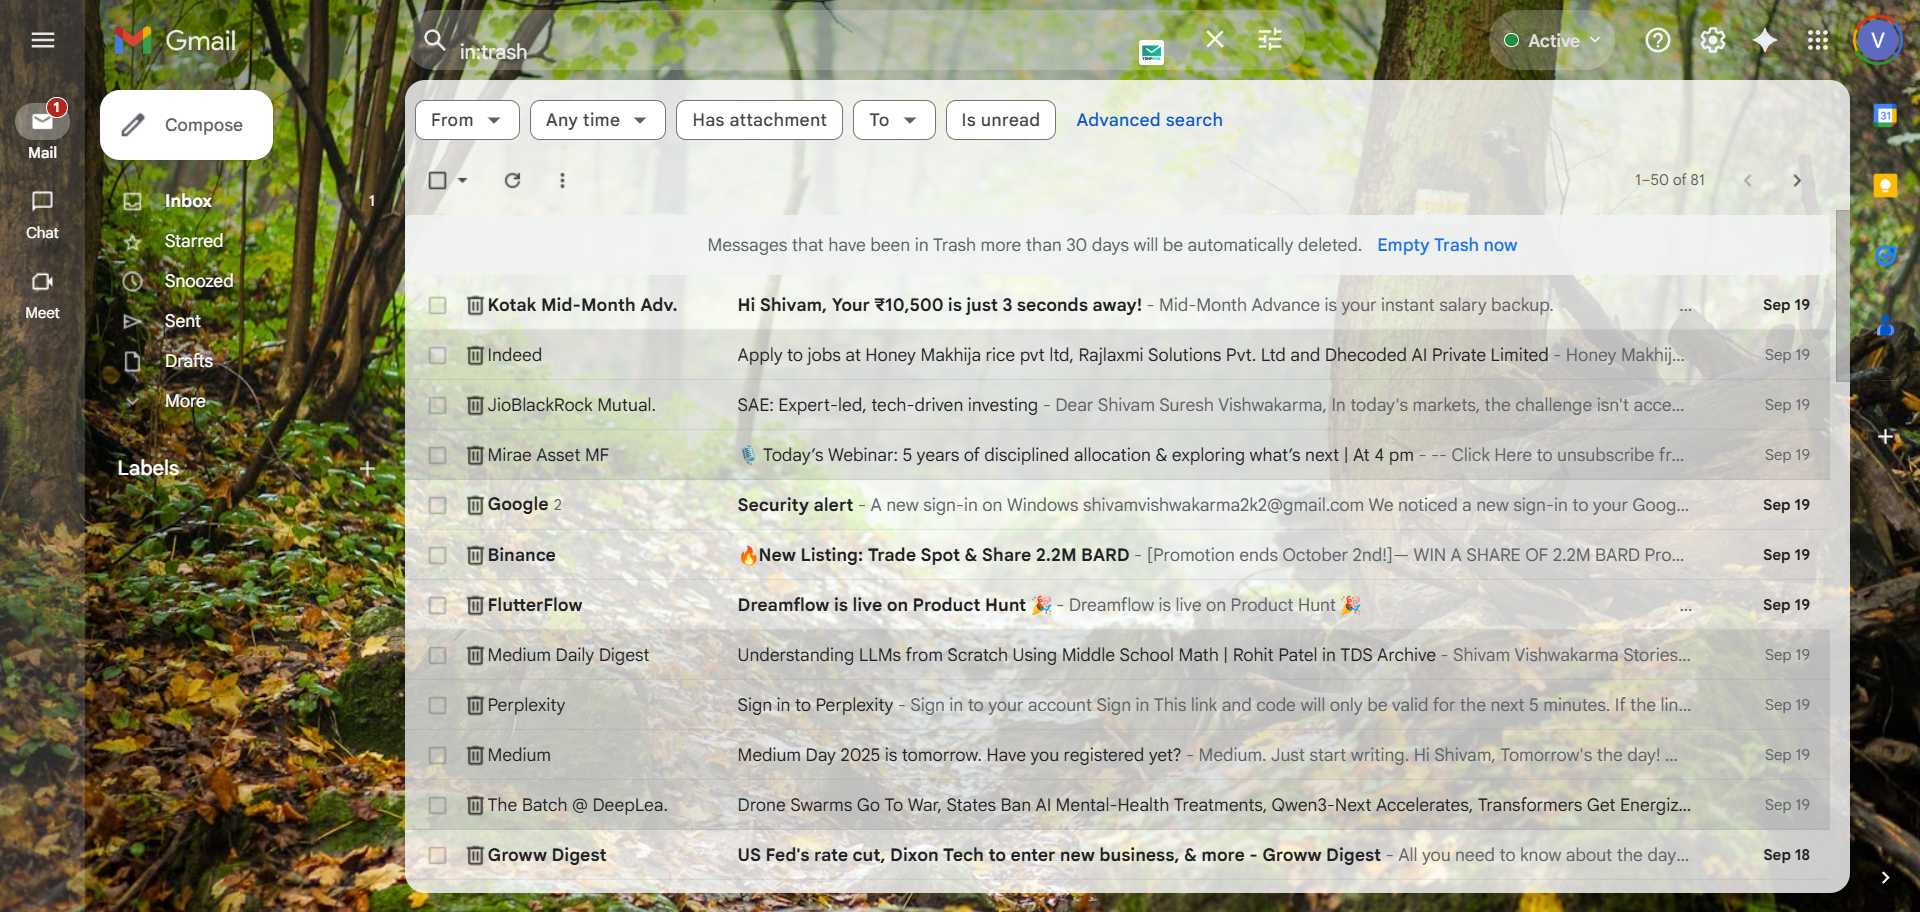 Gmail
in:trash
Active
V
1
Mail
Compose
From
Any time
Has attachment
To
Is unread
Advanced search
1–50 of 81
Inbox 1
Starred
Snoozed
Sent
Drafts
More
Labels
Chat
Meet
31
Messages that have been in Trash more than 30 days will be automatically deleted. Empty Trash now
Kotak Mid-Month Adv. Hi Shivam, Your ₹10,500 is just 3 seconds away! - Mid-Month Advance is your instant salary backup. ... Sep 19
Indeed Apply to jobs at Honey Makhija rice pvt ltd, Rajlaxmi Solutions Pvt. Ltd and Dhecoded AI Private Limited - Honey Makhij... Sep 19
JioBlackRock Mutual. SAE: Expert-led, tech-driven investing - Dear Shivam Suresh Vishwakarma, In today's markets, the challenge isn't acce... Sep 19
Mirae Asset MF 🎙️ Today’s Webinar: 5 years of disciplined allocation & exploring what’s next | At 4 pm - -- Click Here to unsubscribe fr... Sep 19
Google 2 Security alert - A new sign-in on Windows shivamvishwakarma2k2@gmail.com We noticed a new sign-in to your Goog... Sep 19
Binance 🔥New Listing: Trade Spot & Share 2.2M BARD - [Promotion ends October 2nd!]— WIN A SHARE OF 2.2M BARD Pro... Sep 19
FlutterFlow Dreamflow is live on Product Hunt 🎉 - Dreamflow is live on Product Hunt 🎉 ... Sep 19
Medium Daily Digest Understanding LLMs from Scratch Using Middle School Math | Rohit Patel in TDS Archive - Shivam Vishwakarma Stories... Sep 19
Perplexity Sign in to Perplexity - Sign in to your account Sign in This link and code will only be valid for the next 5 minutes. If the lin... Sep 19
Medium Medium Day 2025 is tomorrow. Have you registered yet? - Medium. Just start writing. Hi Shivam, Tomorrow's the day! ... Sep 19
The Batch @ DeepLea. Drone Swarms Go To War, States Ban AI Mental-Health Treatments, Qwen3-Next Accelerates, Transformers Get Energiz... Sep 19
Groww Digest US Fed's rate cut, Dixon Tech to enter new business, & more - Groww Digest - All you need to know about the day... Sep 18